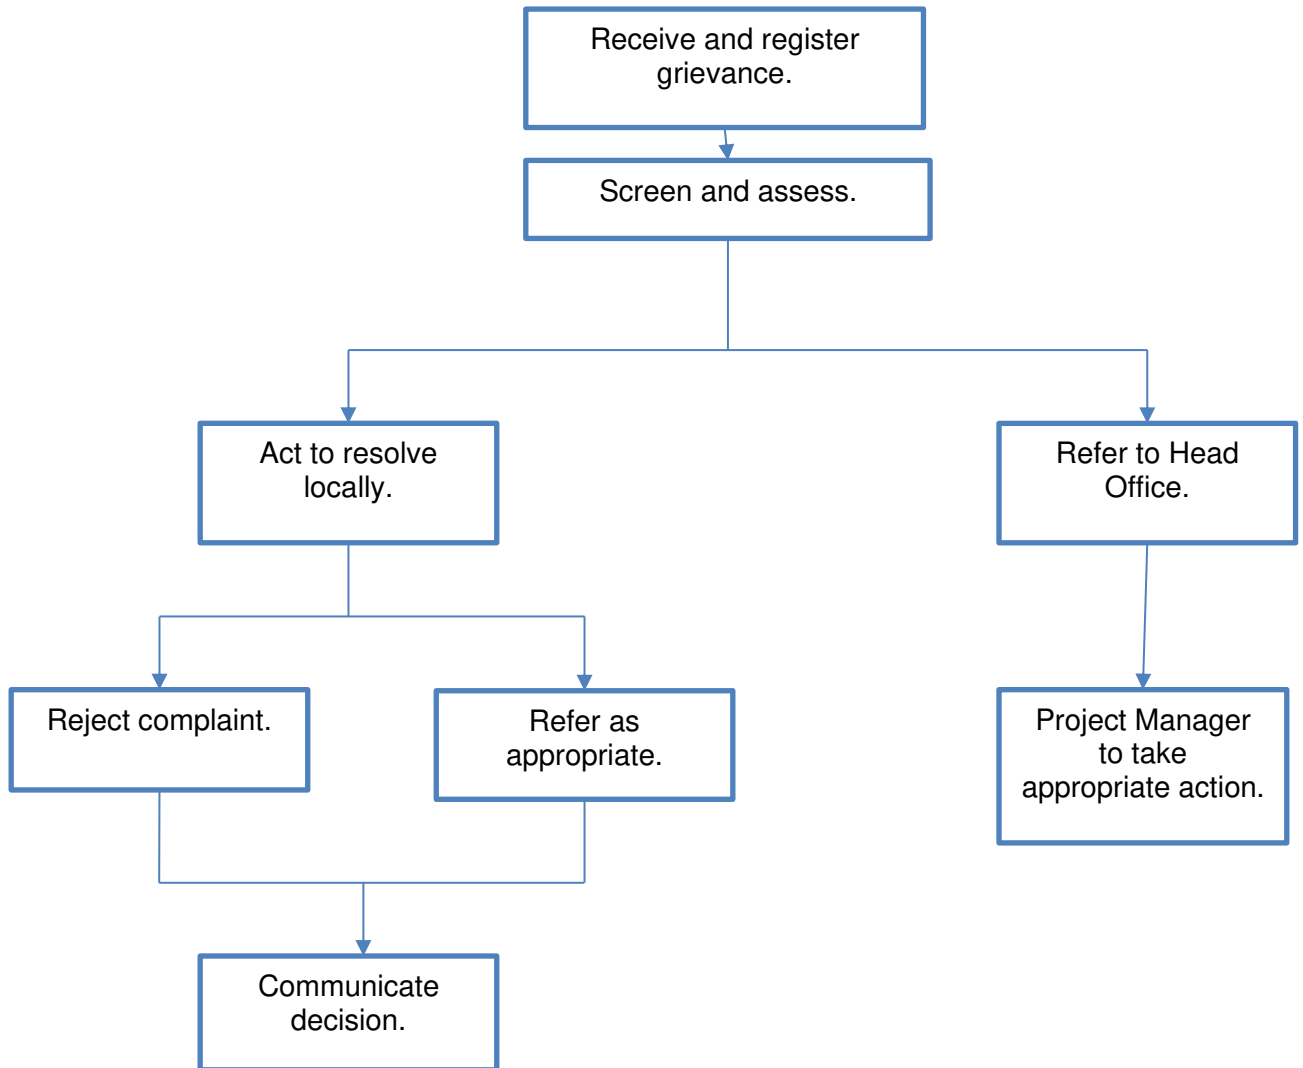 Receive and register
grievance.
Screen and assess.
Act to resolve
locally.
Refer to Head
Office.
Reject complaint.
Refer as
appropriate.
Project Manager
to take
appropriate action.
Communicate
decision.